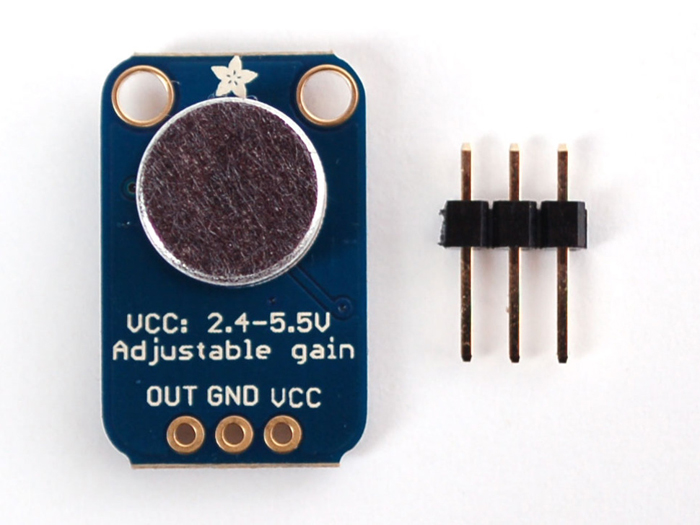 VCC: 2.4-5.5V
Adjustable gain
OUT GND VCC